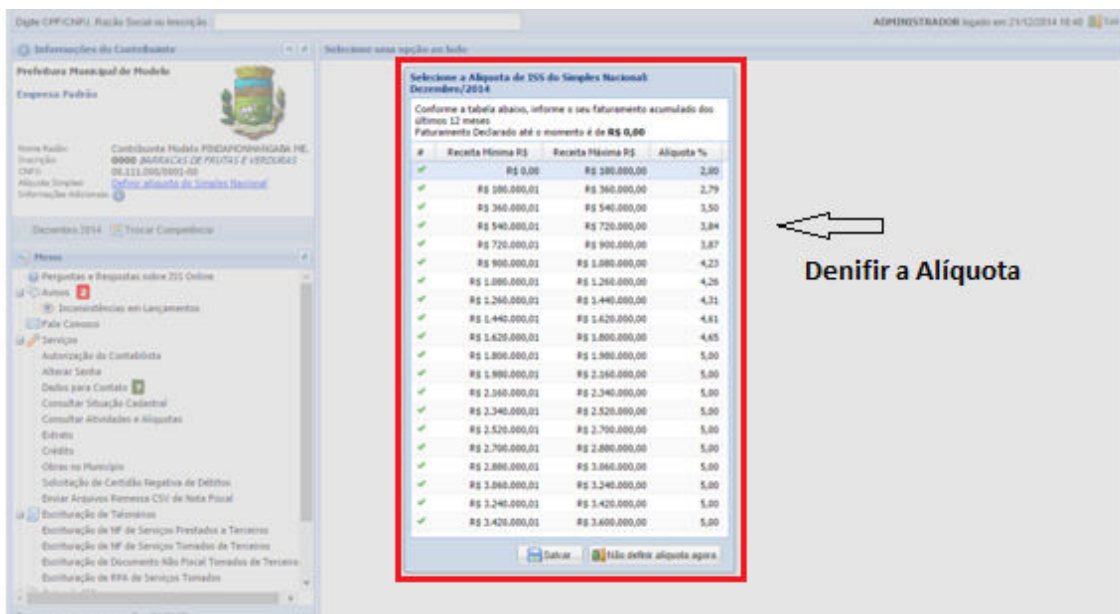 Digite CPF/CNPJ, Razão Social ou Inscrição
ADMINISTRADOR logado em 21/12/2014 18:40
Informações do Contribuinte
Selecione uma opção ao lado
Prefeitura Municipal de Modelo
Empresa Padrão
Nome Razão: Contribuinte Modelo PINDAMONHANGABA ME.
Inscrição: 0000 BARRACAS DE FRUTAS E VERDURAS
CNPJ:
Alíquota Simples: Definir alíquota do Simples Nacional
Informações Adicionais:
Dezembro 2014 Trocar Competência
Menu
Perguntas e Respostas sobre ISS Online
Avisos 2
Inconsistências em Lançamentos
Fale Conosco
Serviços
Autorização do Contabilista
Alterar Senha
Dados para Contato
Consultar Situação Cadastral
Consultar Atividades e Alíquotas
Extrato
Crédito
Obras no Município
Solicitação de Certidão Negativa de Débitos
Enviar Arquivos Remessa CSV de Nota Fiscal
Escrituração de Talonários
Escrituração de NF de Serviços Prestados a Terceiros
Escrituração de NF de Serviços Tomados de Terceiros
Escrituração de Documento Não Fiscal Tomados de Terceiro
Escrituração de RPA de Serviços Tomados
Selecione a Alíquota de ISS do Simples Nacional:
Dezembro/2014
Conforme a tabela abaixo, informe o seu faturamento acumulado dos
últimos 12 meses
Faturamento Declarado até o momento é de R$ 0,00
# Receita Mínima R$ Receita Máxima R$ Alíquota %
R$ 0,00 R$ 180.000,00 2,00
R$ 180.000,01 R$ 360.000,00 2,79
R$ 360.000,01 R$ 540.000,00 3,50
R$ 540.000,01 R$ 720.000,00 3,84
R$ 720.000,01 R$ 900.000,00 3,87
R$ 900.000,01 R$ 1.080.000,00 4,23
R$ 1.080.000,01 R$ 1.260.000,00 4,26
R$ 1.260.000,01 R$ 1.440.000,00 4,31
R$ 1.440.000,01 R$ 1.620.000,00 4,61
R$ 1.620.000,01 R$ 1.800.000,00 4,65
R$ 1.800.000,01 R$ 1.980.000,00 5,00
R$ 1.980.000,01 R$ 2.160.000,00 5,00
R$ 2.160.000,01 R$ 2.340.000,00 5,00
R$ 2.340.000,01 R$ 2.520.000,00 5,00
R$ 2.520.000,01 R$ 2.700.000,00 5,00
R$ 2.700.000,01 R$ 2.880.000,00 5,00
R$ 2.880.000,01 R$ 3.060.000,00 5,00
R$ 3.060.000,01 R$ 3.240.000,00 5,00
R$ 3.240.000,01 R$ 3.420.000,00 5,00
R$ 3.420.000,01 R$ 3.600.000,00 5,00
Salvar Não definir alíquota agora
Denifir a Alíquota